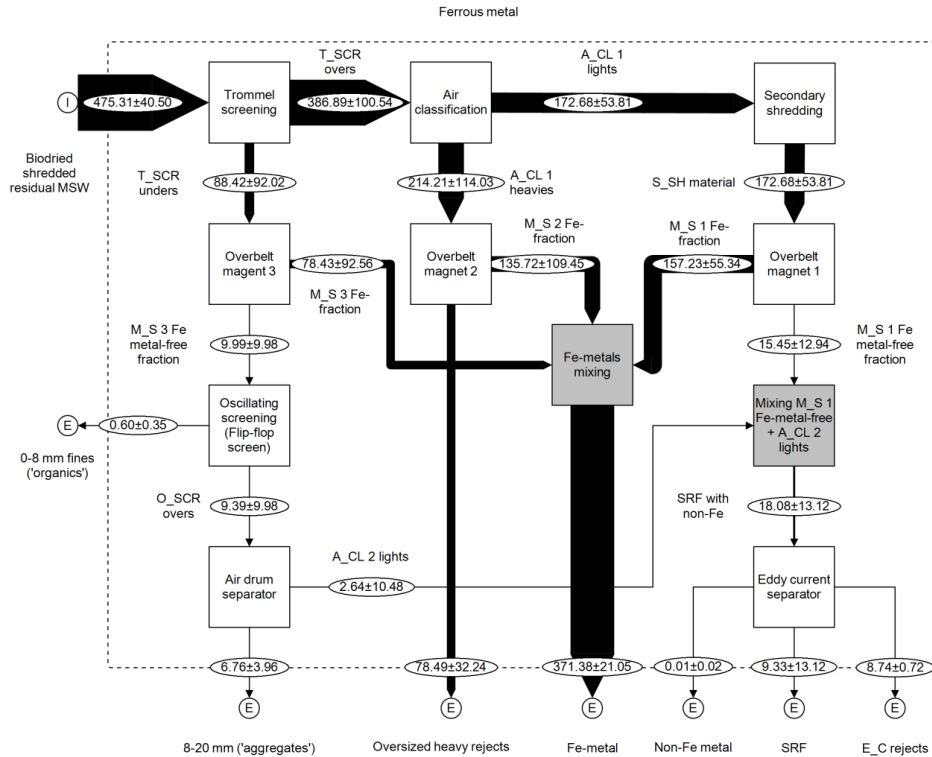 Ferrous metal
T_SCR
overs
A_CL 1
lights
I
475.31±40.50
Trommel
screening
386.89±100.54
Air
classification
172.68±53.81
Secondary
shredding
Biodried
shredded
residual MSW
T_SCR
unders
88.42±92.02
214.21±114.03
A_CL 1
heavies
S_SH material
172.68±53.81
Overbelt
magent 3
78.43±92.56
M_S 3 Fe-
fraction
Overbelt
magnet 2
M_S 2 Fe-
fraction
135.72±109.45
M_S 1 Fe-
fraction
157.23±55.34
Overbelt
magnet 1
M_S 3 Fe
metal-free
fraction
9.99±9.98
Fe-metals
mixing
15.45±12.94
M_S 1 Fe
metal-free
fraction
E
0.60±0.35
0-8 mm fines
('organics')
Oscillating
screening
(Flip-flop
screen)
Mixing M_S 1
Fe-metal-free
+ A_CL 2
lights
O_SCR
overs
9.39±9.98
SRF with
non-Fe
18.08±13.12
Air drum
separator
A_CL 2 lights
2.64±10.48
Eddy current
separator
6.76±3.96
78.49±32.24
371.38±21.05
0.01±0.02
9.33±13.12
8.74±0.72
E
E
E
E
E
E
8-20 mm ('aggregates')
Oversized heavy rejects
Fe-metal
Non-Fe metal
SRF
E_C rejects